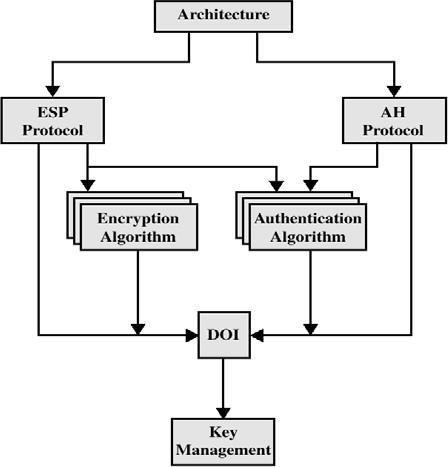 Architecture
ESP
Protocol
AH
Protocol
Encryption
Algorithm
Authentication
Algorithm
DOI
Key
Management